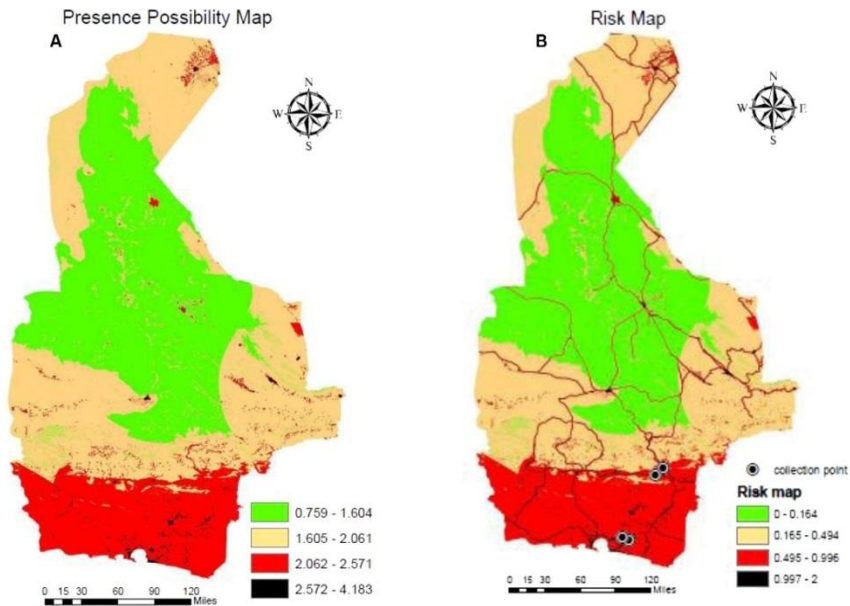 Presence Possibility Map
A
N
W E
S
0.759 - 1.604
1.605 - 2.061
2.062 - 2.571
2.572 - 4.183
0 15 30 60 90 120
Miles
Risk Map
B
N
W E
S
collection point
Risk map
0 - 0.164
0.165 - 0.494
0.495 - 0.996
0.997 - 2
0 15 30 60 90 120
Miles